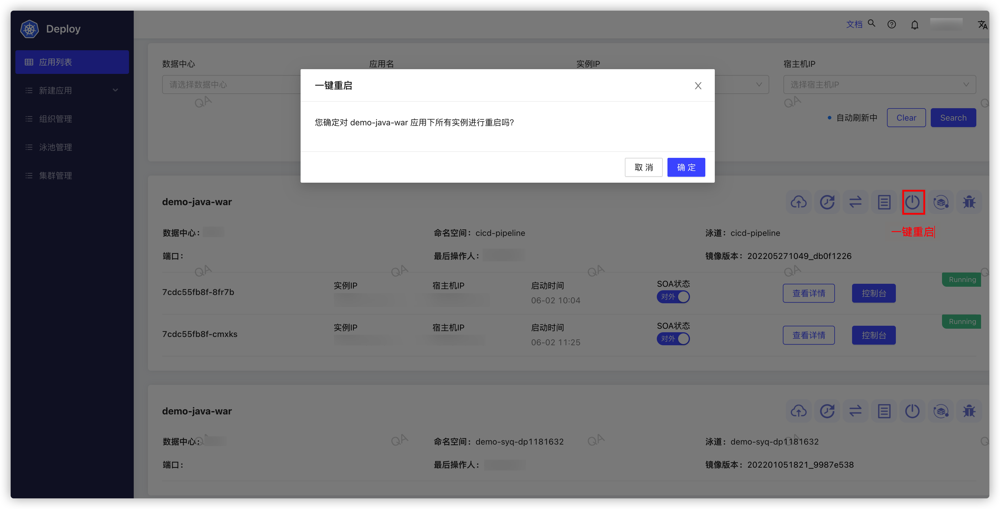 Deploy
文档
应用列表
新建应用
组织管理
泳池管理
集群管理
数据中心
应用名
实例IP
宿主机IP
请选择数据中心
选择宿主机IP
自动刷新中
Clear
Search
一键重启
您确定对 demo-java-war 应用下所有实例进行重启吗?
取 消
确 定
demo-java-war
一键重启
数据中心：
命名空间：cicd-pipeline
泳道：cicd-pipeline
端口：
最后操作人：
镜像版本：202205271049_db0f1226
QA QA QA QA
7cdc55fb8f-8fr7b
实例IP
宿主机IP
启动时间
06-02 10:04
SOA状态
对外
查看详情
控制台
Running
7cdc55fb8f-cmxks
实例IP
宿主机IP
启动时间
06-02 11:25
SOA状态
对外
查看详情
控制台
Running
demo-java-war
数据中心：
命名空间：demo-syq-dp1181632
泳道：demo-syq-dp1181632
端口：
最后操作人：
镜像版本：202201051821_9987e538